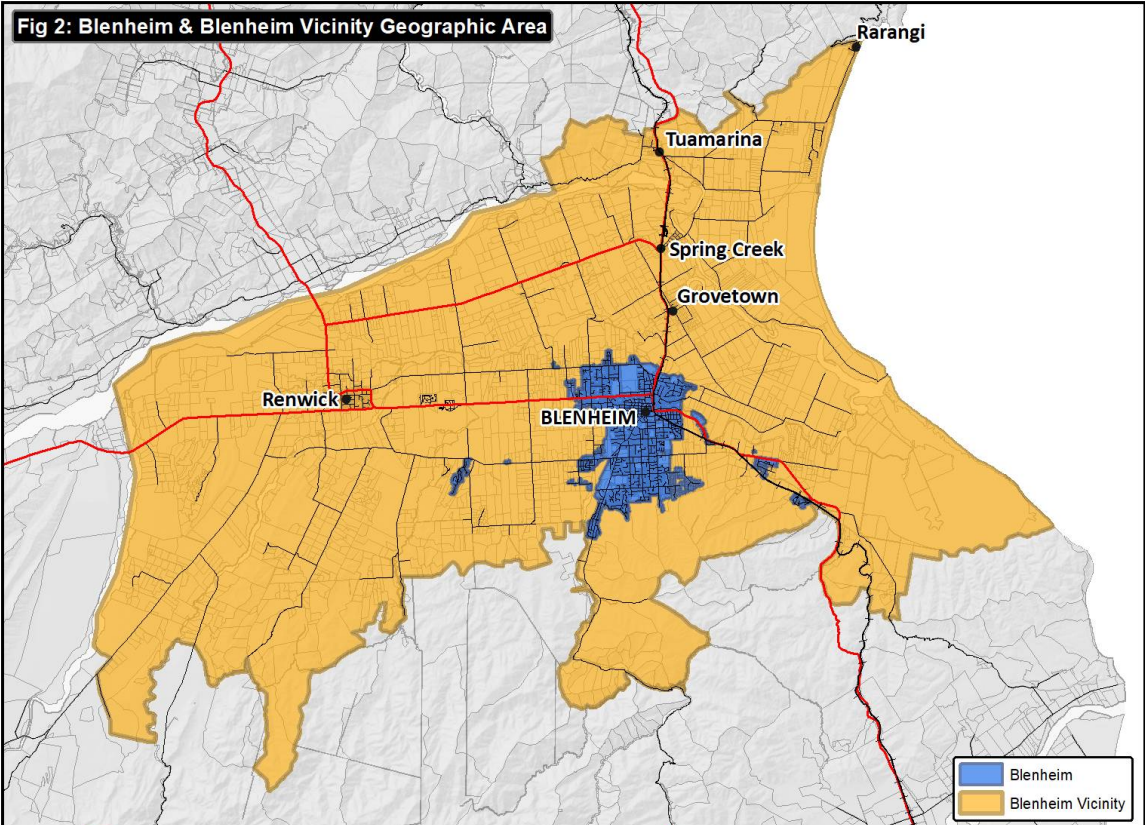 Fig 2: Blenheim & Blenheim Vicinity Geographic Area
Rarangi
Tuamarina
Spring Creek
Grovetown
Renwick
BLENHEIM
Blenheim
Blenheim Vicinity